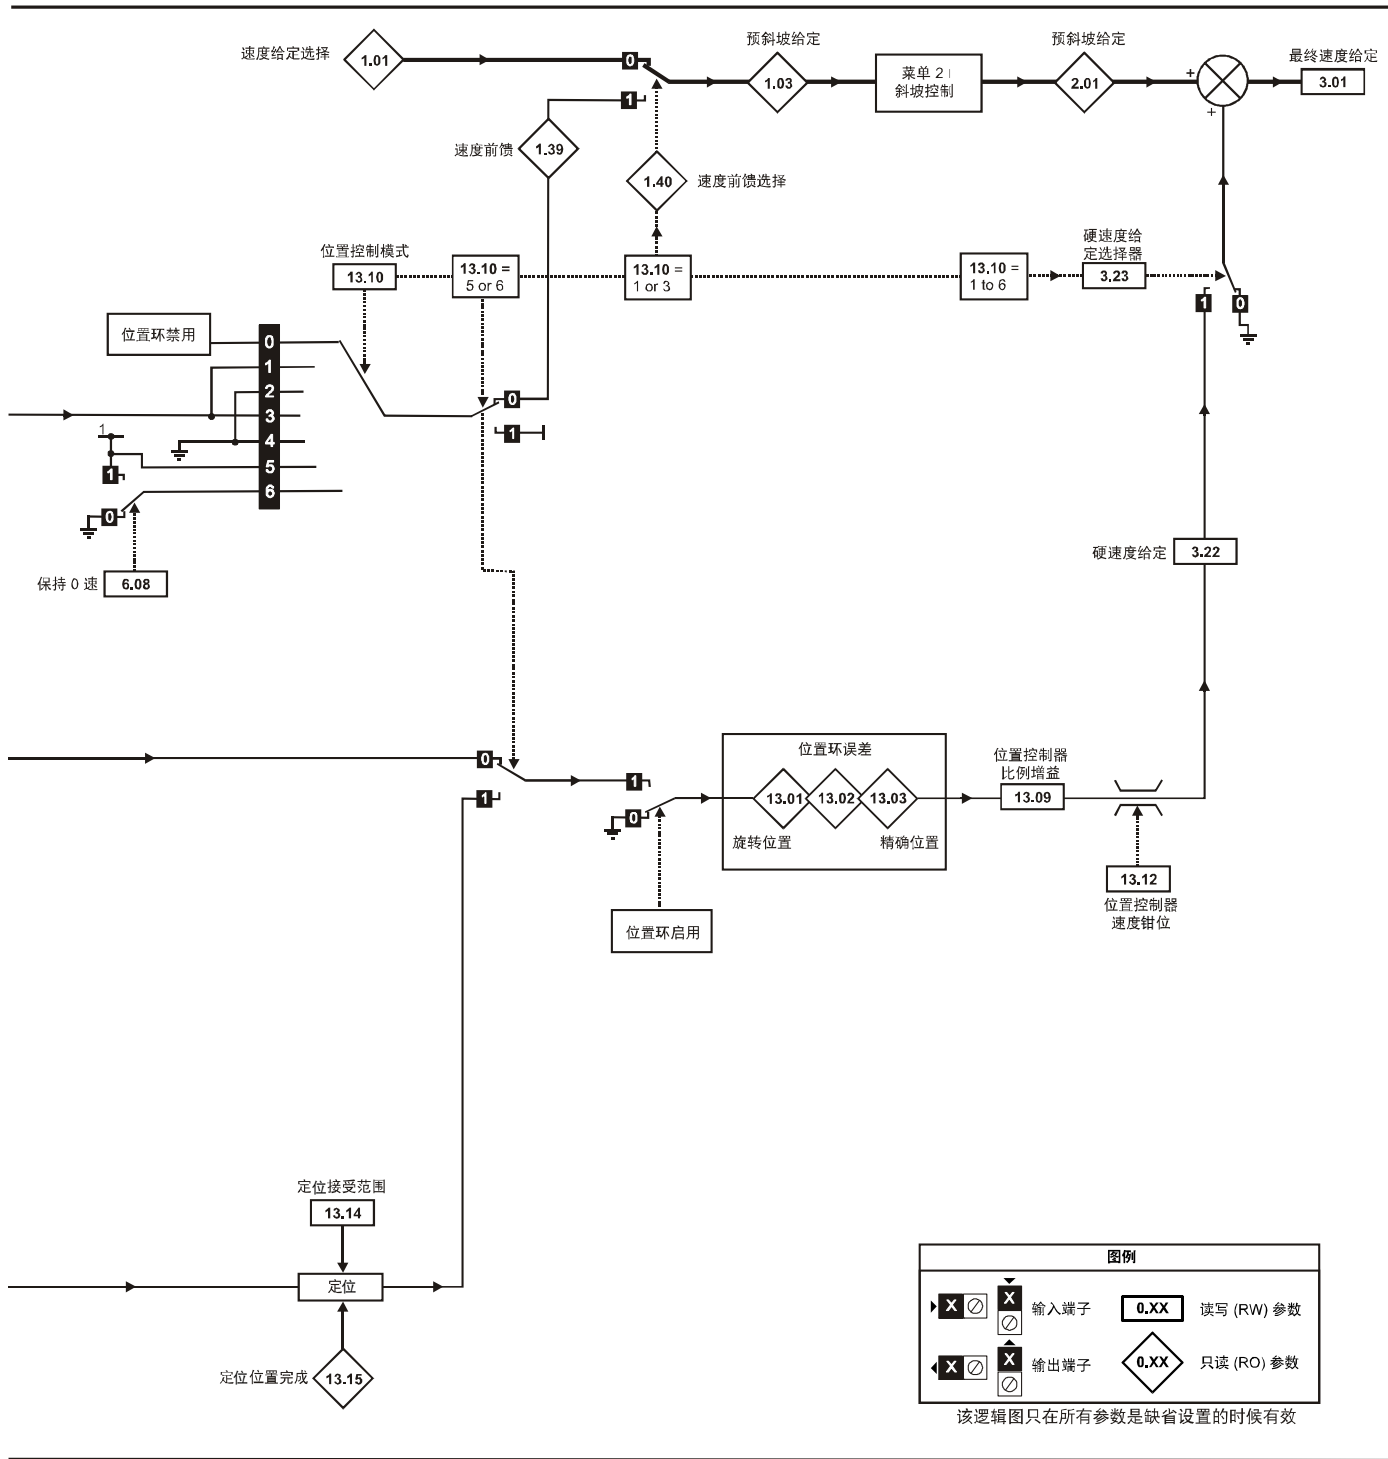 速度给定选择
1.01
0
预斜坡给定
1.03
菜单 2
斜坡控制
预斜坡给定
2.01
+
+
最终速度给定
3.01
1
速度前馈
1.39
1.40
速度前馈选择
位置控制模式
13.10
13.10 =
5 or 6
13.10 =
1 or 3
13.10 =
1 to 6
硬速度给
定选择器
3.23
1
0
位置环禁用
0
1
2
3
4
5
6
0
1
1
1
0
保持 0 速
6.08
硬速度给定
3.22
0
1
1
0
位置环误差
13.01
13.02
13.03
旋转位置
精确位置
位置控制器
比例增益
13.09
13.12
位置控制器
速度钳位
位置环启用
定位接受范围
13.14
定位
定位位置完成
13.15
图例
X
X
输入端子
0.XX
读写 (RW) 参数
X
X
输出端子
0.XX
只读 (RO) 参数
该逻辑图只在所有参数是缺省设置的时候有效